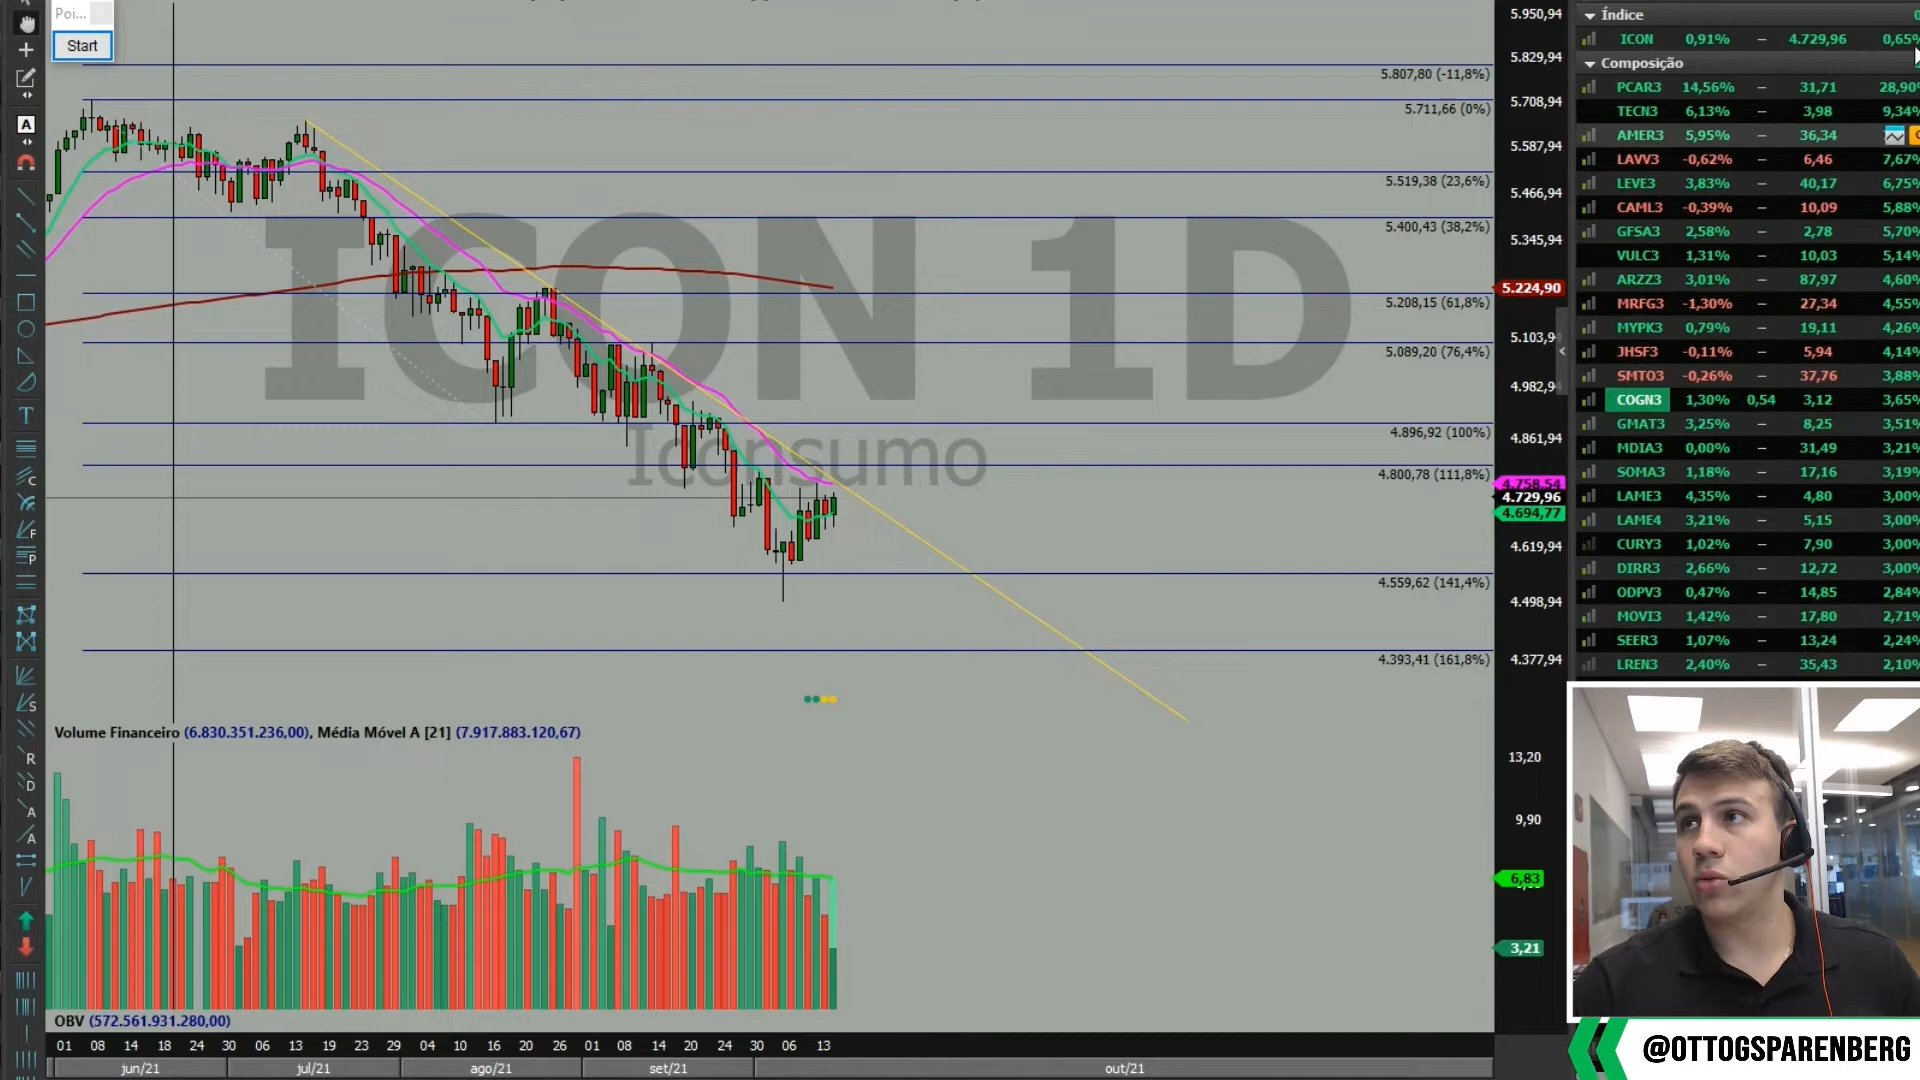 Poi...
Start
ICON 1D
Iconsumo
5.807,80 (-11,8%)
5.711,66 (0%)
5.519,38 (23,6%)
5.400,43 (38,2%)
5.208,15 (61,8%)
5.089,20 (76,4%)
4.896,92 (100%)
4.800,78 (111,8%)
4.559,62 (141,4%)
4.393,41 (161,8%)
5.950,94
5.829,94
5.708,94
5.587,94
5.466,94
5.345,94
5.224,90
5.103,94
4.982,94
4.861,94
4.758,54
4.729,96
4.694,77
4.619,94
4.498,94
4.377,94
Índice
ICON 0,91% – 4.729,96 0,65%
Composição
PCAR3 14,56% – 31,71 28,90%
TECN3 6,13% – 3,98 9,34%
AMER3 5,95% – 36,34
LAVV3 -0,62% – 6,46 7,67%
LEVE3 3,83% – 40,17 6,75%
CAML3 -0,39% – 10,09 5,88%
GFSA3 2,58% – 2,78 5,70%
VULC3 1,31% – 10,03 5,14%
ARZZ3 3,01% – 87,97 4,60%
MRFG3 -1,30% – 27,34 4,55%
MYPK3 0,79% – 19,11 4,26%
JHSF3 -0,11% – 5,94 4,14%
SMTO3 -0,26% – 37,76 3,88%
COGN3 1,30% 0,54 3,12 3,65%
GMAT3 3,25% – 8,25 3,51%
MDIA3 0,00% – 31,49 3,21%
SOMA3 1,18% – 17,16 3,19%
LAME3 4,35% – 4,80 3,00%
LAME4 3,21% – 5,15 3,00%
CURY3 1,02% – 7,90 3,00%
DIRR3 2,66% – 12,72 3,00%
ODPV3 0,47% – 14,85 2,84%
MOVI3 1,42% – 17,80 2,71%
SEER3 1,07% – 13,24 2,24%
LREN3 2,40% – 35,43 2,10%
Volume Financeiro (6.830.351.236,00), Média Móvel A [21] (7.917.883.120,67)
13,20
9,90
6,83
3,21
OBV (572.561.931.280,00)
01 08 14 18 24 30 06 13 19 23 29 04 10 16 20 26 01 08 14 20 24 30 06 13
jun/21 jul/21 ago/21 set/21 out/21
@OTTOGSPARENBERG